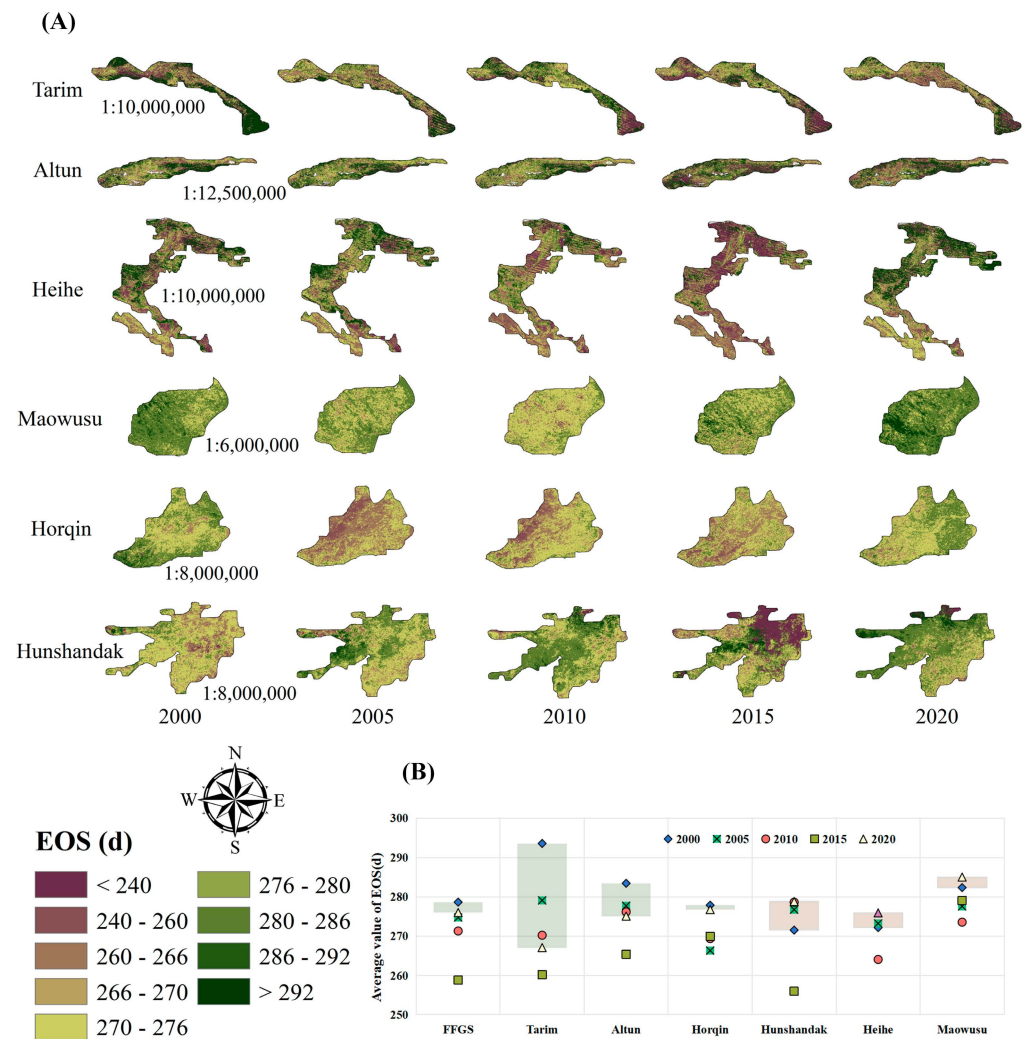 (A)
Tarim
1:10,000,000
Altun
1:12,500,000
Heihe
1:10,000,000
Maowusu
1:6,000,000
Horqin
1:8,000,000
Hunshandak
1:8,000,000
2000 2005 2010 2015 2020
N
W E
S
EOS (d)
< 240
240 - 260
260 - 266
266 - 270
270 - 276
276 - 280
280 - 286
286 - 292
> 292
(B)
Average value of EOS(d)
300
290
280
270
260
250
2000 2005 2010 2015 2020
FFGS Tarim Altun Horqin Hunshandak Heihe Maowusu